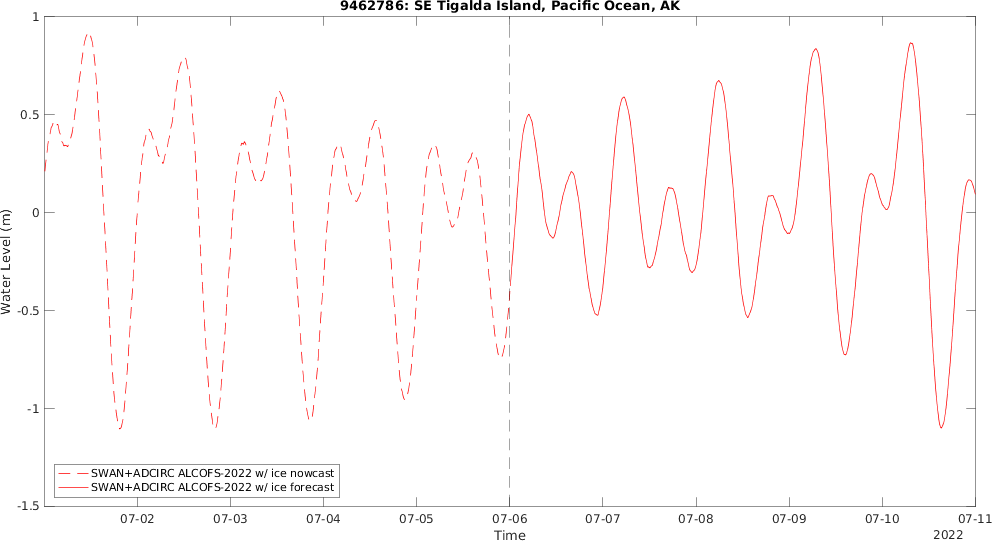 9462786: SE Tigalda Island, Pacific Ocean, AK
1
0.5
0
-0.5
-1
-1.5
Water Level (m)
SWAN+ADCIRC ALCOFS-2022 w/ ice nowcast
SWAN+ADCIRC ALCOFS-2022 w/ ice forecast
07-02 07-03 07-04 07-05 07-06 07-07 07-08 07-09 07-10 07-11
Time
2022